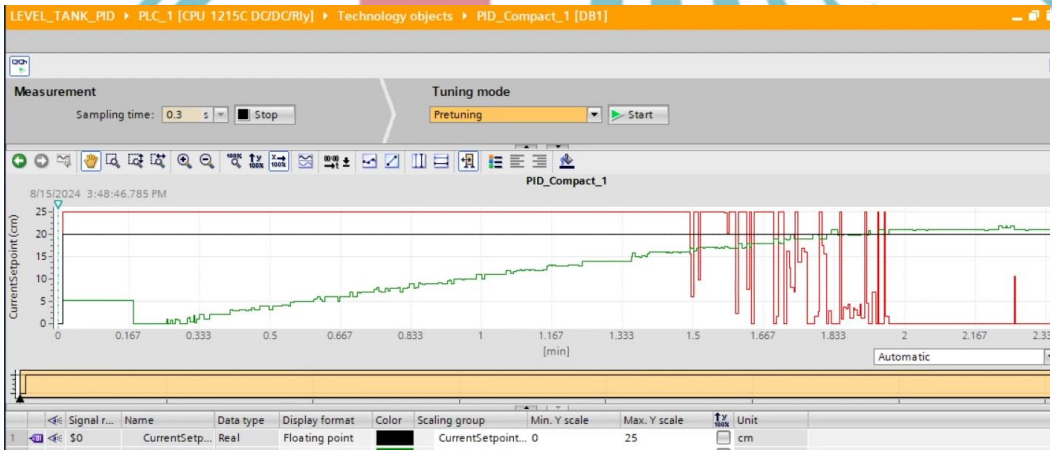 LEVEL_TANK_PID ▸ PLC_1 [CPU 1215C DC/DC/Rly] ▸ Technology objects ▸ PID_Compact_1 [DB1]
Measurement
Tuning mode
Sampling time: 0.3 s Stop
Pretuning Start
PID_Compact_1
8/15/2024 3:48:46.785 PM
CurrentSetpoint (cm)
25
20
15
10
5
0
0 0.167 0.333 0.5 0.667 0.833 1 1.167 1.333 1.5 1.667 1.833 2 2.167
[min]
Automatic
Signal r... Name Data type Display format Color Scaling group Min. Y scale Max. Y scale Unit
1 $0 CurrentSetp... Real Floating point CurrentSetpoint... 0 25 cm